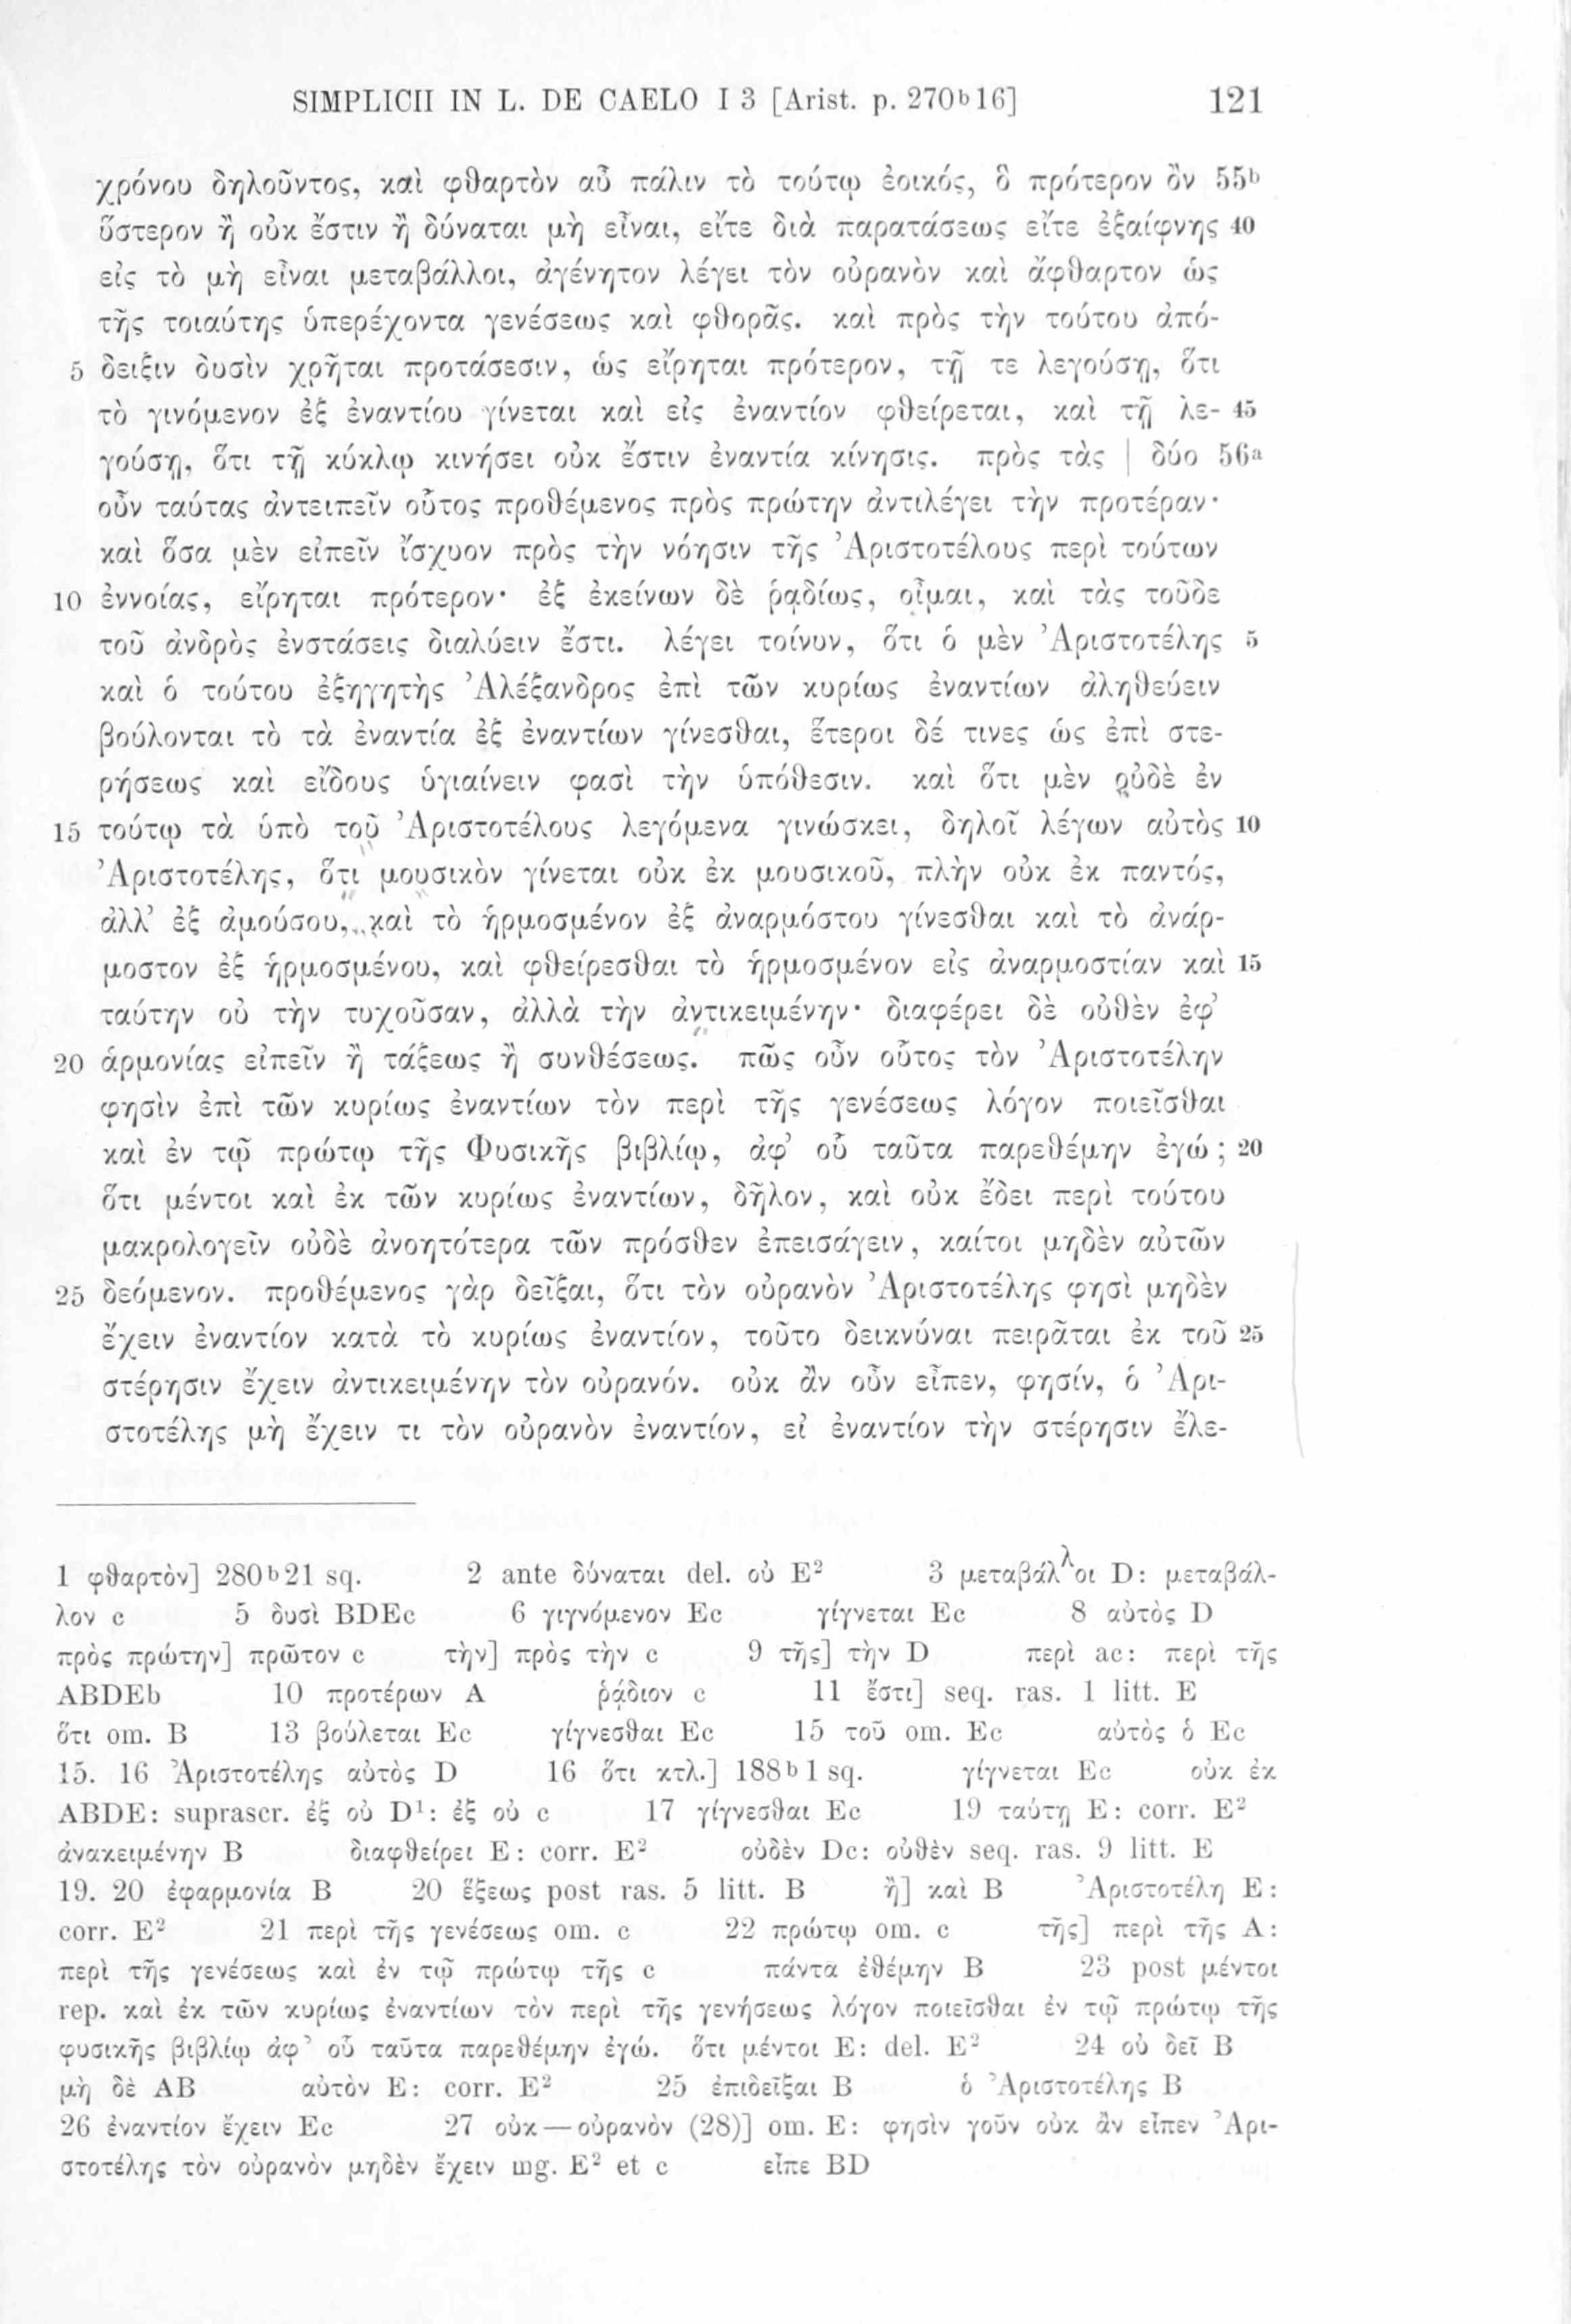 SIMPLICII IN L. DE CAELO I 3 [Arist. p. 270ᵇ16] 121
χρόνου δηλοῦντος, καὶ φθαρτὸν αὖ πάλιν τὸ τούτῳ ἐοικός, ὃ πρότερον ὂν 55ᵇ
ὕστερον ἢ οὐκ ἔστιν ἢ δύναται μὴ εἶναι, εἴτε διὰ παρατάσεως εἴτε ἐξαίφνης 40
εἰς τὸ μὴ εἶναι μεταβάλλοι, ἀγένητον λέγει τὸν οὐρανὸν καὶ ἄφθαρτον ὡς
τῆς τοιαύτης ὑπερέχοντα γενέσεως καὶ φθορᾶς. καὶ πρὸς τὴν τούτου ἀπό-
5 δειξιν δυσὶν χρῆται προτάσεσιν, ὡς εἴρηται πρότερον, τῇ τε λεγούσῃ, ὅτι
τὸ γινόμενον ἐξ ἐναντίου γίνεται καὶ εἰς ἐναντίον φθείρεται, καὶ τῇ λε- 45
γούσῃ, ὅτι τῇ κύκλῳ κινήσει οὐκ ἔστιν ἐναντία κίνησις. πρὸς τὰς | δύο 56ᵃ
οὖν ταύτας ἀντειπεῖν οὗτος προθέμενος πρὸς πρώτην ἀντιλέγει τὴν προτέραν·
καὶ ὅσα μὲν εἰπεῖν ἴσχυον πρὸς τὴν νόησιν τῆς Ἀριστοτέλους περὶ τούτων
10 ἐννοίας, εἴρηται πρότερον· ἐξ ἐκείνων δὲ ῥᾳδίως, οἶμαι, καὶ τὰς τοῦδε
τοῦ ἀνδρὸς ἐνστάσεις διαλύειν ἔστι. λέγει τοίνυν, ὅτι ὁ μὲν Ἀριστοτέλης 5
καὶ ὁ τούτου ἐξηγητὴς Ἀλέξανδρος ἐπὶ τῶν κυρίως ἐναντίων ἀληθεύειν
βούλονται τὸ τὰ ἐναντία ἐξ ἐναντίων γίνεσθαι, ἕτεροι δέ τινες ὡς ἐπὶ στε-
ρήσεως καὶ εἴδους ὑγιαίνειν φασὶ τὴν ὑπόθεσιν. καὶ ὅτι μὲν οὐδὲ ἐν
15 τούτῳ τὰ ὑπὸ τοῦ Ἀριστοτέλους λεγόμενα γινώσκει, δηλοῖ λέγων αὐτὸς 10
Ἀριστοτέλης, ὅτι μουσικὸν γίνεται οὐκ ἐκ μουσικοῦ, πλὴν οὐκ ἐκ παντός,
ἀλλ’ ἐξ ἀμούσου, καὶ τὸ ἡρμοσμένον ἐξ ἀναρμόστου γίνεσθαι καὶ τὸ ἀνάρ-
μοστον ἐξ ἡρμοσμένου, καὶ φθείρεσθαι τὸ ἡρμοσμένον εἰς ἀναρμοστίαν καὶ 15
ταύτην οὐ τὴν τυχοῦσαν, ἀλλὰ τὴν ἀντικειμένην· διαφέρει δὲ οὐθὲν ἐφ’
20 ἁρμονίας εἰπεῖν ἢ τάξεως ἢ συνθέσεως. πῶς οὖν οὗτος τὸν Ἀριστοτέλην
φησὶν ἐπὶ τῶν κυρίως ἐναντίων τὸν περὶ τῆς γενέσεως λόγον ποιεῖσθαι
καὶ ἐν τῷ πρώτῳ τῆς Φυσικῆς βιβλίῳ, ἀφ’ οὗ ταῦτα παρεθέμην ἐγώ; 20
ὅτι μέντοι καὶ ἐκ τῶν κυρίως ἐναντίων, δῆλον, καὶ οὐκ ἔδει περὶ τούτου
μακρολογεῖν οὐδὲ ἀνοητότερα τῶν πρόσθεν ἐπεισάγειν, καίτοι μηδὲν αὐτῶν
25 δεόμενον. προθέμενος γὰρ δεῖξαι, ὅτι τὸν οὐρανὸν Ἀριστοτέλης φησὶ μηδὲν
ἔχειν ἐναντίον κατὰ τὸ κυρίως ἐναντίον, τοῦτο δεικνύναι πειρᾶται ἐκ τοῦ 25
στέρησιν ἔχειν ἀντικειμένην τὸν οὐρανόν. οὐκ ἂν οὖν εἶπεν, φησίν, ὁ Ἀρι-
στοτέλης μὴ ἔχειν τι τὸν οὐρανὸν ἐναντίον, εἰ ἐναντίον τὴν στέρησιν ἔλε-
1 φθαρτὸν] 280ᵇ21 sq. 2 ante δύναται del. οὐ E² 3 μεταβάλ^λοι D: μεταβάλ-
λον c 5 δυσὶ BDEc 6 γιγνόμενον Ec γίγνεται Ec 8 αὐτὸς D
πρὸς πρώτην] πρῶτον c τὴν] πρὸς τὴν c 9 τῆς] τὴν D περὶ ac: περὶ τῆς
ABDEb 10 προτέρων A ῥᾴδιον c 11 ἔστι] seq. ras. 1 litt. E
ὅτι om. B 13 βούλεται Ec γίγνεσθαι Ec 15 τοῦ om. Ec αὐτὸς ὁ Ec
15. 16 Ἀριστοτέλης αὐτὸς D 16 ὅτι κτλ.] 188ᵇ1 sq. γίγνεται Ec οὐκ ἐκ
ABDE: suprascr. ἐξ οὐ D¹: ἐξ οὐ c 17 γίγνεσθαι Ec 19 ταύτῃ E: corr. E²
ἀνακειμένην B διαφθείρει E: corr. E² οὐδὲν Dc: οὐθὲν seq. ras. 9 litt. E
19. 20 ἐφαρμονία B 20 ἕξεως post ras. 5 litt. B ἢ] καὶ B Ἀριστοτέλη E:
corr. E² 21 περὶ τῆς γενέσεως om. c 22 πρώτῳ om. c τῆς] περὶ τῆς A:
περὶ τῆς γενέσεως καὶ ἐν τῷ πρώτῳ τῆς c πάντα ἐθέμην B 23 post μέντοι
rep. καὶ ἐκ τῶν κυρίως ἐναντίων τὸν περὶ τῆς γενήσεως λόγον ποιεῖσθαι ἐν τῷ πρώτῳ τῆς
φυσικῆς βιβλίῳ ἀφ’ οὗ ταῦτα παρεθέμην ἐγώ. ὅτι μέντοι E: del. E² 24 οὐ δεῖ B
μὴ δὲ AB αὐτὸν E: corr. E² 25 ἐπιδεῖξαι B ὁ Ἀριστοτέλης B
26 ἐναντίον ἔχειν Ec 27 οὐκ — οὐρανὸν (28)] om. E: φησὶν γοῦν οὐκ ἂν εἶπεν Ἀρι-
στοτέλης τὸν οὐρανὸν μηδὲν ἔχειν mg. E² et c εἶπε BD